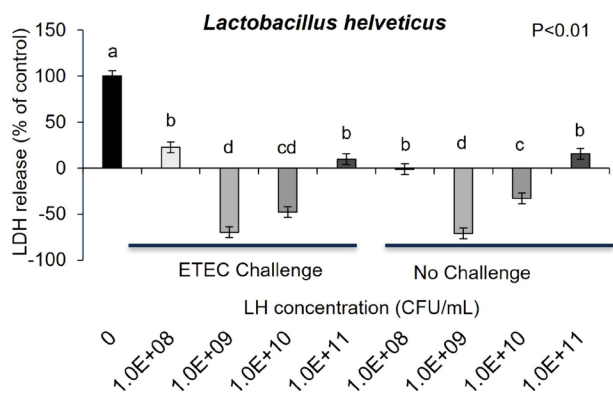 Lactobacillus helveticus
P<0.01
LDH release (% of control)
150
100
50
0
-50
-100
a
b
d
cd
b
b
d
c
b
ETEC Challenge
No Challenge
LH concentration (CFU/mL)
0
1.0E+08
1.0E+09
1.0E+10
1.0E+11
1.0E+08
1.0E+09
1.0E+10
1.0E+11